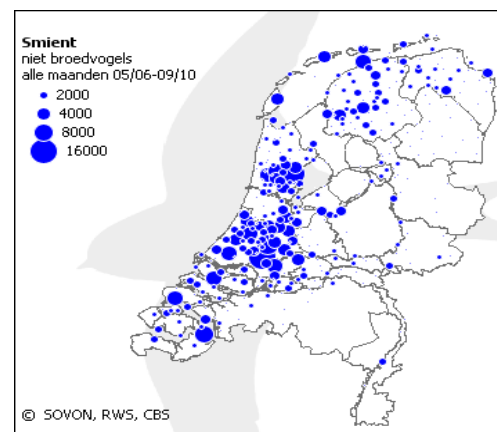 Smient
niet broedvogels
alle maanden 05/06-09/10
2000
4000
8000
16000
© SOVON, RWS, CBS